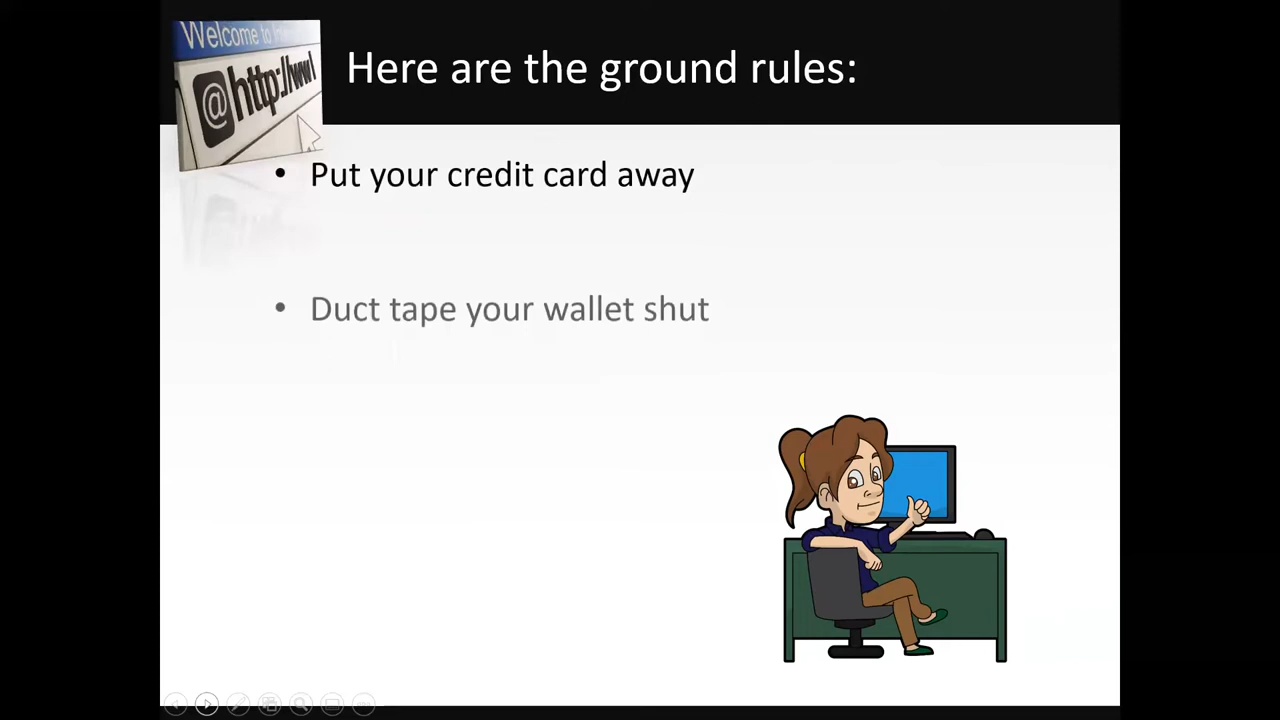 Welcome to
@http://www
Here are the ground rules:
• Put your credit card away
• Duct tape your wallet shut